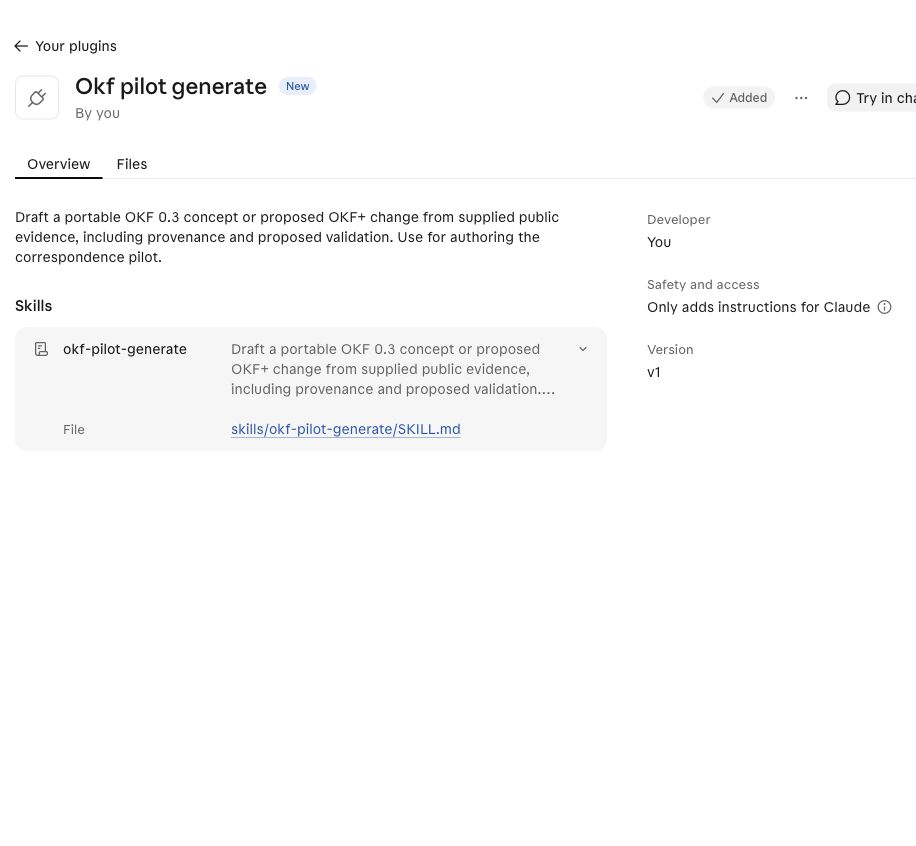 Your plugins
Okf pilot generate New
By you
Added
Try in cha
Overview Files
Draft a portable OKF 0.3 concept or proposed OKF+ change from supplied public
evidence, including provenance and proposed validation. Use for authoring the
correspondence pilot.
Skills
okf-pilot-generate
Draft a portable OKF 0.3 concept or proposed
OKF+ change from supplied public evidence,
including provenance and proposed validation....
File skills/okf-pilot-generate/SKILL.md
Developer
You
Safety and access
Only adds instructions for Claude
Version
v1